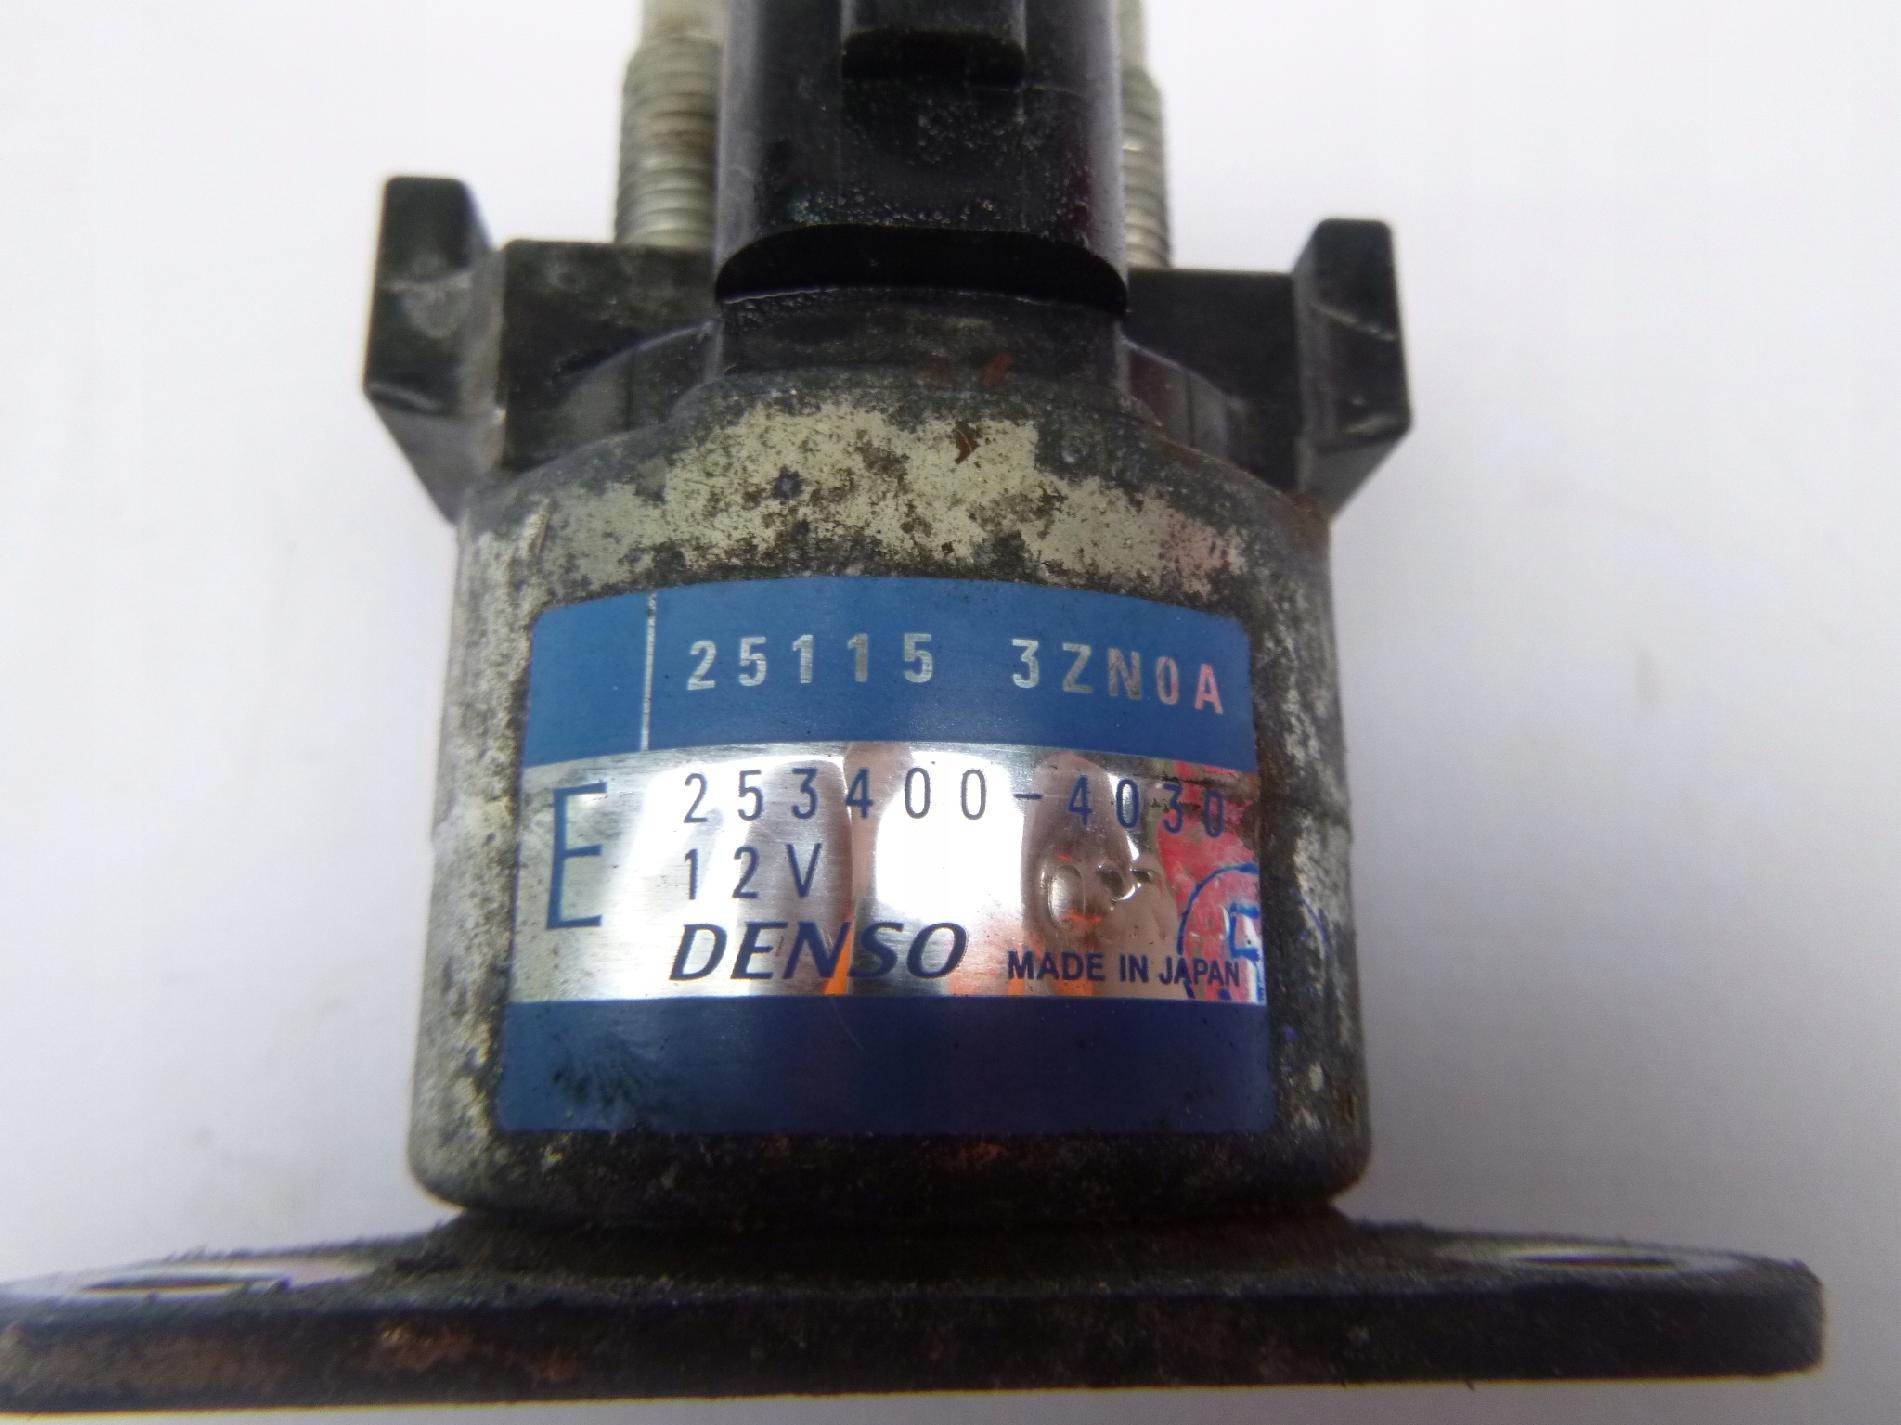 25115 3ZN0A
E 253400-4030
12V
DENSO MADE IN JAPAN